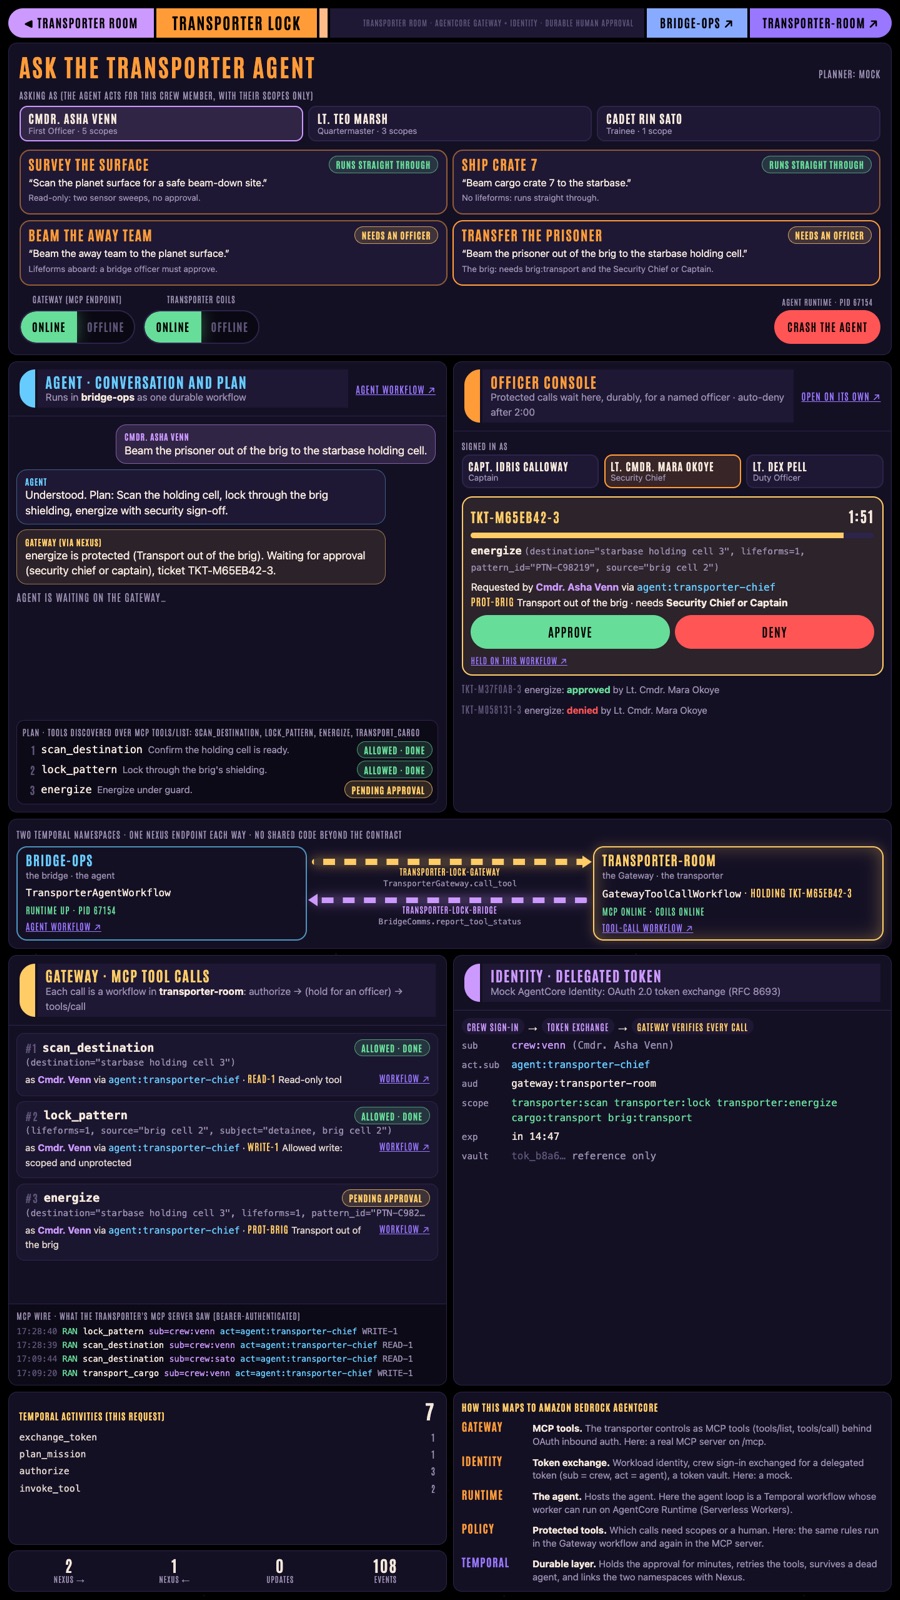 ◀ TRANSPORTER ROOM
TRANSPORTER LOCK
TRANSPORTER ROOM · AGENTCORE GATEWAY + IDENTITY · DURABLE HUMAN APPROVAL
BRIDGE-OPS ↗
TRANSPORTER-ROOM ↗
ASK THE TRANSPORTER AGENT
PLANNER: MOCK
ASKING AS (THE AGENT ACTS FOR THIS CREW MEMBER, WITH THEIR SCOPES ONLY)
CMDR. ASHA VENN
First Officer · 5 scopes
LT. TEO MARSH
Quartermaster · 3 scopes
CADET RIN SATO
Trainee · 1 scope
SURVEY THE SURFACE
RUNS STRAIGHT THROUGH
“Scan the planet surface for a safe beam-down site.”
Read-only: two sensor sweeps, no approval.
SHIP CRATE 7
RUNS STRAIGHT THROUGH
“Beam cargo crate 7 to the starbase.”
No lifeforms: runs straight through.
BEAM THE AWAY TEAM
NEEDS AN OFFICER
“Beam the away team to the planet surface.”
Lifeforms aboard: a bridge officer must approve.
TRANSFER THE PRISONER
NEEDS AN OFFICER
“Beam the prisoner out of the brig to the starbase holding cell.”
The brig: needs brig:transport and the Security Chief or Captain.
GATEWAY (MCP ENDPOINT)
ONLINE OFFLINE
TRANSPORTER COILS
ONLINE OFFLINE
AGENT RUNTIME · PID 67154
CRASH THE AGENT
AGENT · CONVERSATION AND PLAN
Runs in bridge-ops as one durable workflow
AGENT WORKFLOW ↗
CMDR. ASHA VENN
Beam the prisoner out of the brig to the starbase holding cell.
AGENT
Understood. Plan: Scan the holding cell, lock through the brig
shielding, energize with security sign-off.
GATEWAY (VIA NEXUS)
energize is protected (Transport out of the brig). Waiting for approval
(security chief or captain), ticket TKT-M65EB42-3.
AGENT IS WAITING ON THE GATEWAY…
PLAN · TOOLS DISCOVERED OVER MCP TOOLS/LIST: SCAN_DESTINATION, LOCK_PATTERN, ENERGIZE, TRANSPORT_CARGO
1 scan_destination Confirm the holding cell is ready. ALLOWED · DONE
2 lock_pattern Lock through the brig's shielding. ALLOWED · DONE
3 energize Energize under guard. PENDING APPROVAL
OFFICER CONSOLE
Protected calls wait here, durably, for a named officer · auto-deny
after 2:00
OPEN ON ITS OWN ↗
SIGNED IN AS
CAPT. IDRIS CALLOWAY
Captain
LT. CMDR. MARA OKOYE
Security Chief
LT. DEX PELL
Duty Officer
TKT-M65EB42-3
1:51
energize (destination="starbase holding cell 3", lifeforms=1,
pattern_id="PTN-C98219", source="brig cell 2")
Requested by Cmdr. Asha Venn via agent:transporter-chief
PROT-BRIG Transport out of the brig · needs Security Chief or Captain
APPROVE
DENY
HELD ON THIS WORKFLOW ↗
TKT-M37F0AB-3 energize: approved by Lt. Cmdr. Mara Okoye
TKT-M058131-3 energize: denied by Lt. Cmdr. Mara Okoye
TWO TEMPORAL NAMESPACES · ONE NEXUS ENDPOINT EACH WAY · NO SHARED CODE BEYOND THE CONTRACT
BRIDGE-OPS
the bridge · the agent
TransporterAgentWorkflow
RUNTIME UP · PID 67154
AGENT WORKFLOW ↗
TRANSPORTER-LOCK-GATEWAY
TransporterGateway.call_tool
TRANSPORTER-LOCK-BRIDGE
BridgeComms.report_tool_status
TRANSPORTER-ROOM
the Gateway · the transporter
GatewayToolCallWorkflow · HOLDING TKT-M65EB42-3
MCP ONLINE · COILS ONLINE
TOOL-CALL WORKFLOW ↗
GATEWAY · MCP TOOL CALLS
Each call is a workflow in transporter-room: authorize → (hold for an officer) →
tools/call
#1 scan_destination ALLOWED · DONE
(destination="starbase holding cell 3")
as Cmdr. Venn via agent:transporter-chief · READ-1 Read-only tool WORKFLOW ↗
#2 lock_pattern ALLOWED · DONE
(lifeforms=1, source="brig cell 2", subject="detainee, brig cell 2")
as Cmdr. Venn via agent:transporter-chief · WRITE-1 Allowed write: WORKFLOW ↗
scoped and unprotected
#3 energize PENDING APPROVAL
(destination="starbase holding cell 3", lifeforms=1, pattern_id="PTN-C982…
as Cmdr. Venn via agent:transporter-chief · PROT-BRIG Transport out of WORKFLOW ↗
the brig
MCP WIRE · WHAT THE TRANSPORTER'S MCP SERVER SAW (BEARER-AUTHENTICATED)
17:28:40 RAN lock_pattern sub=crew:venn act=agent:transporter-chief WRITE-1
17:28:39 RAN scan_destination sub=crew:venn act=agent:transporter-chief READ-1
17:09:44 RAN scan_destination sub=crew:sato act=agent:transporter-chief READ-1
17:09:20 RAN transport_cargo sub=crew:venn act=agent:transporter-chief WRITE-1
IDENTITY · DELEGATED TOKEN
Mock AgentCore Identity: OAuth 2.0 token exchange (RFC 8693)
CREW SIGN-IN → TOKEN EXCHANGE → GATEWAY VERIFIES EVERY CALL
sub crew:venn (Cmdr. Asha Venn)
act.sub agent:transporter-chief
aud gateway:transporter-room
scope transporter:scan transporter:lock transporter:energize
cargo:transport brig:transport
exp in 14:47
vault tok_b8a6… reference only
TEMPORAL ACTIVITIES (THIS REQUEST) 7
exchange_token 1
plan_mission 1
authorize 3
invoke_tool 2
2
NEXUS →
1
NEXUS ←
0
UPDATES
108
EVENTS
HOW THIS MAPS TO AMAZON BEDROCK AGENTCORE
GATEWAY MCP tools. The transporter controls as MCP tools (tools/list, tools/call) behind
OAuth inbound auth. Here: a real MCP server on /mcp.
IDENTITY Token exchange. Workload identity, crew sign-in exchanged for a delegated
token (sub = crew, act = agent), a token vault. Here: a mock.
RUNTIME The agent. Hosts the agent. Here the agent loop is a Temporal workflow whose
worker can run on AgentCore Runtime (Serverless Workers).
POLICY Protected tools. Which calls need scopes or a human. Here: the same rules run
in the Gateway workflow and again in the MCP server.
TEMPORAL Durable layer. Holds the approval for minutes, retries the tools, survives a dead
agent, and links the two namespaces with Nexus.